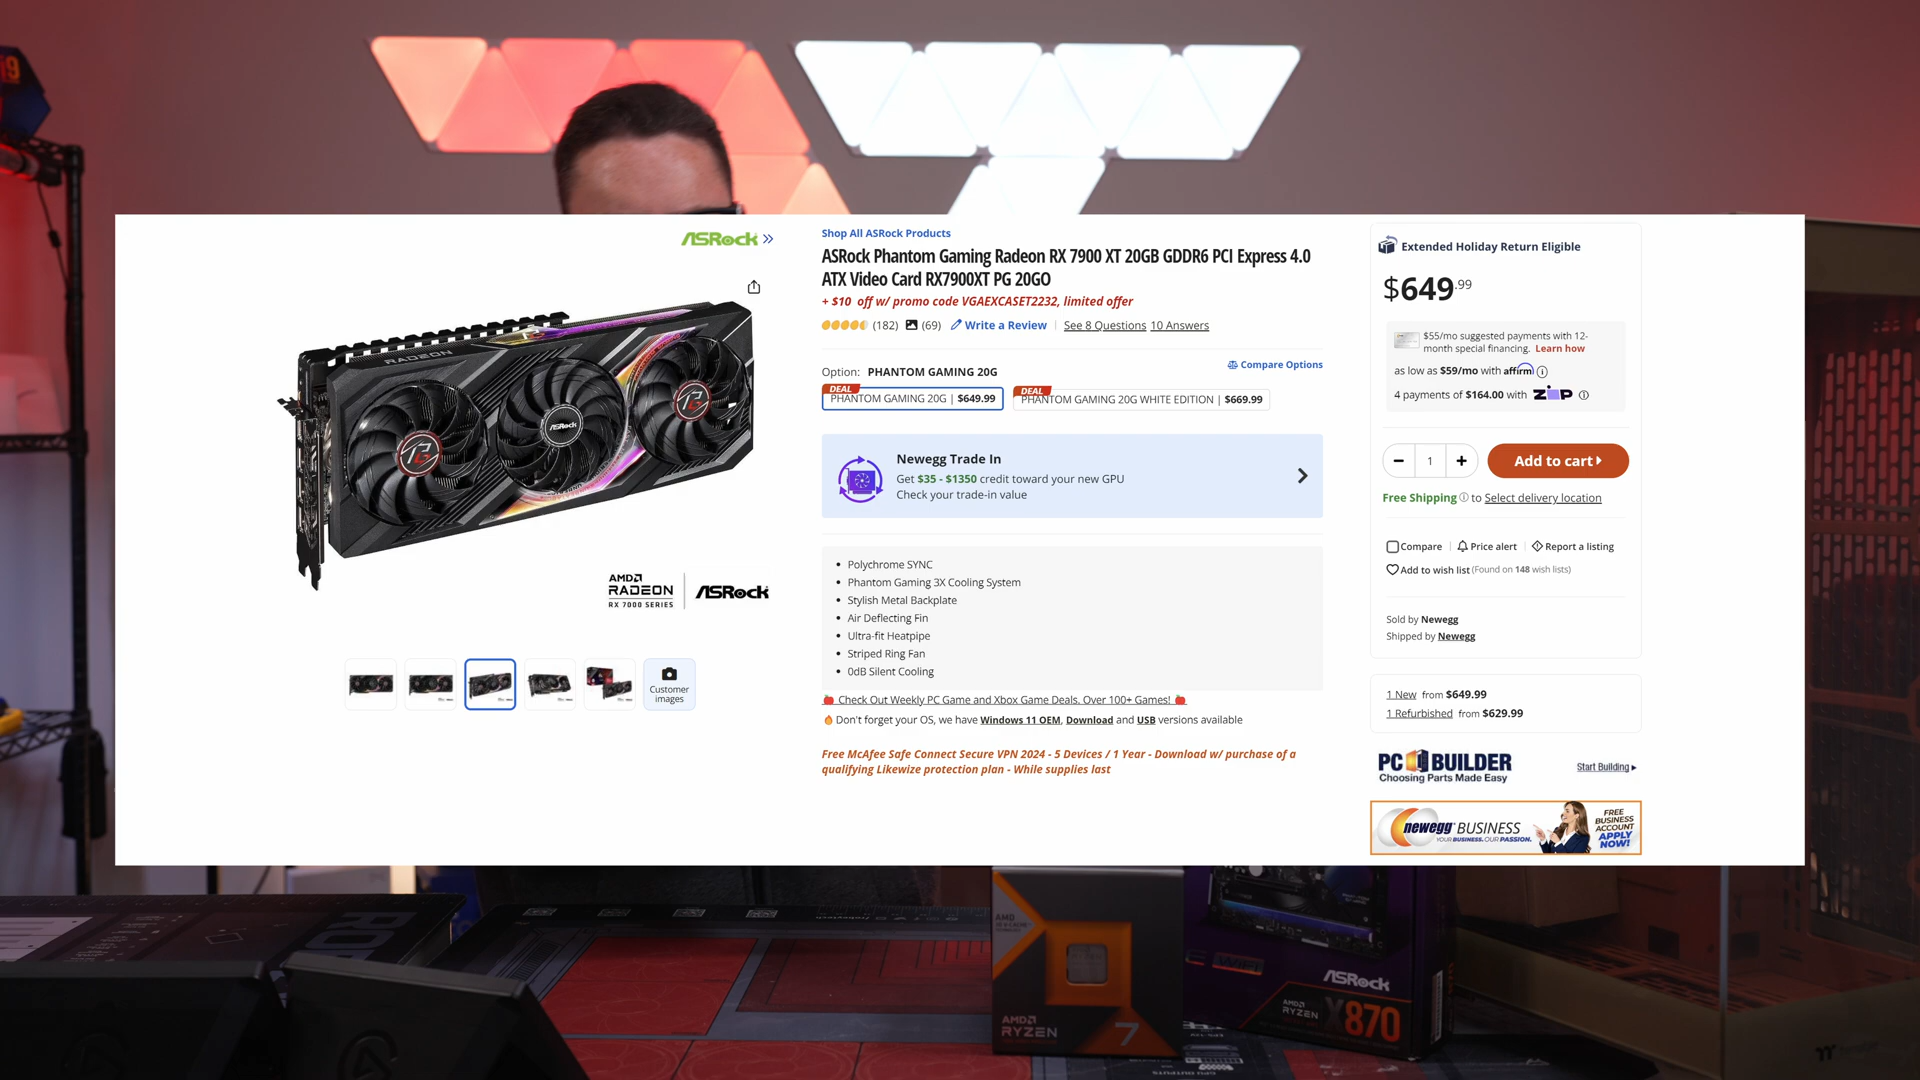 i9
ASRock
Shop All ASRock Products
ASRock Phantom Gaming Radeon RX 7900 XT 20GB GDDR6 PCI Express 4.0
ATX Video Card RX7900XT PG 20GO
+ $10 off w/ promo code VGAEXCASET2232, limited offer
(182) (69) Write a Review See 8 Questions 10 Answers
Compare Options
Option: PHANTOM GAMING 20G
DEAL
PHANTOM GAMING 20G | $649.99
DEAL
PHANTOM GAMING 20G WHITE EDITION | $669.99
Newegg Trade In
Get $35 - $1350 credit toward your new GPU
Check your trade-in value
• Polychrome SYNC
• Phantom Gaming 3X Cooling System
• Stylish Metal Backplate
• Air Deflecting Fin
• Ultra-fit Heatpipe
• Striped Ring Fan
• 0dB Silent Cooling
Check Out Weekly PC Game and Xbox Game Deals. Over 100+ Games!
Don't forget your OS, we have Windows 11 OEM, Download and USB versions available
Free McAfee Safe Connect Secure VPN 2024 - 5 Devices / 1 Year - Download w/ purchase of a
qualifying Likewize protection plan - While supplies last
RADEON
ASRock
AMD
RADEON
RX 7000 SERIES
ASRock
Customer
images
Extended Holiday Return Eligible
$649.99
$55/mo suggested payments with 12-
month special financing. Learn how
as low as $59/mo with affirm
4 payments of $164.00 with ZIP
− 1 +
Add to cart
Free Shipping to Select delivery location
Compare Price alert Report a listing
Add to wish list (Found on 148 wish lists)
Sold by Newegg
Shipped by Newegg
1 New from $649.99
1 Refurbished from $629.99
PC BUILDER
Choosing Parts Made Easy
Start Building
newegg BUSINESS
YOUR BUSINESS. OUR PASSION.
FREE
BUSINESS
ACCOUNT
APPLY
NOW!
AMD
RYZEN
7
WIFI
ASRock
AMD
RYZEN
X870